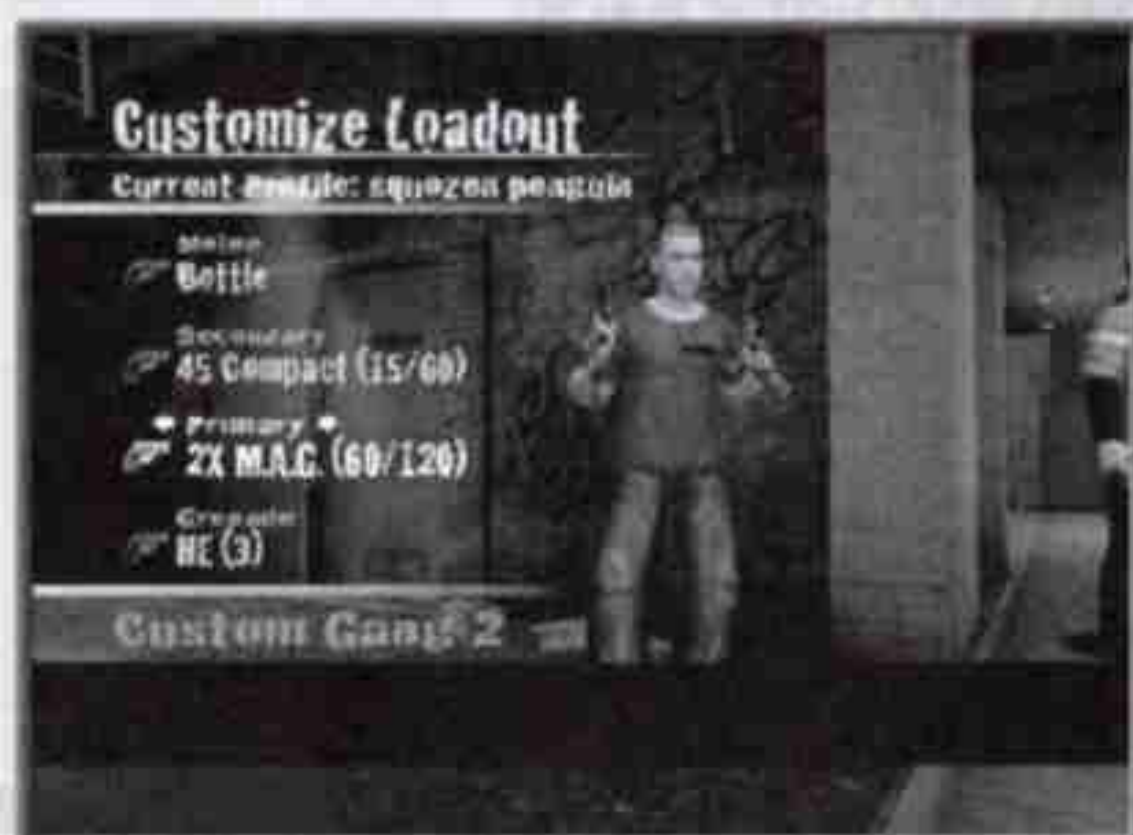 Customize Loadout
Current Profile: squozen penguin
Melee
Bottle
Secondary
45 Compact (15/60)
Primary
2X M.A.C. (60/120)
Grenade
HE (3)
Custom Gang 2